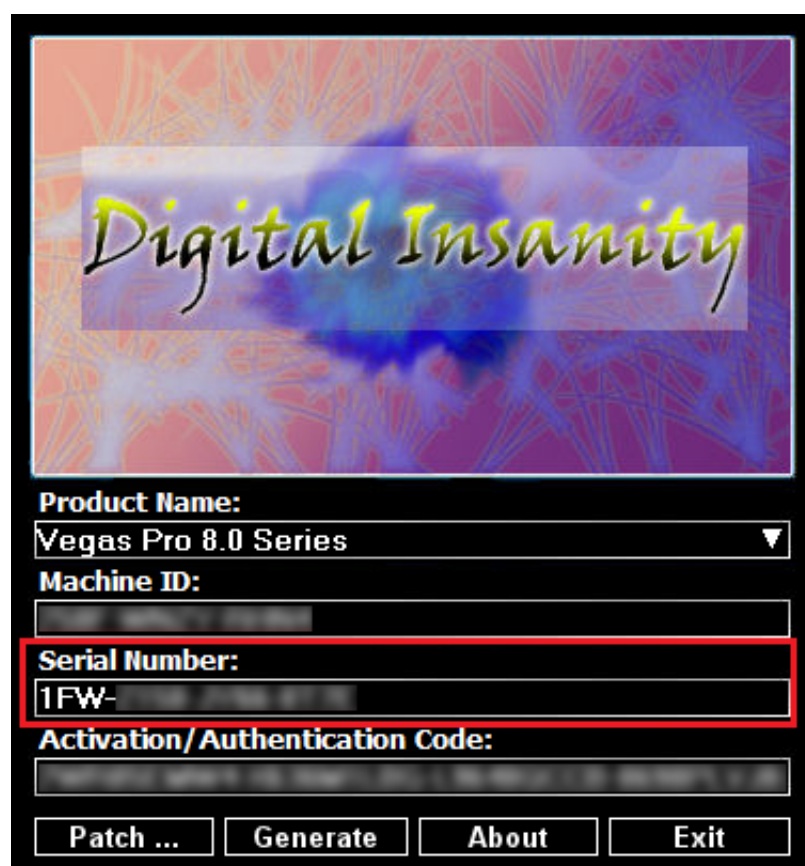 Digital Insanity
Product Name:
Vegas Pro 8.0 Series
Machine ID:
Serial Number:
1FW-
Activation/Authentication Code:
Patch ...
Generate
About
Exit